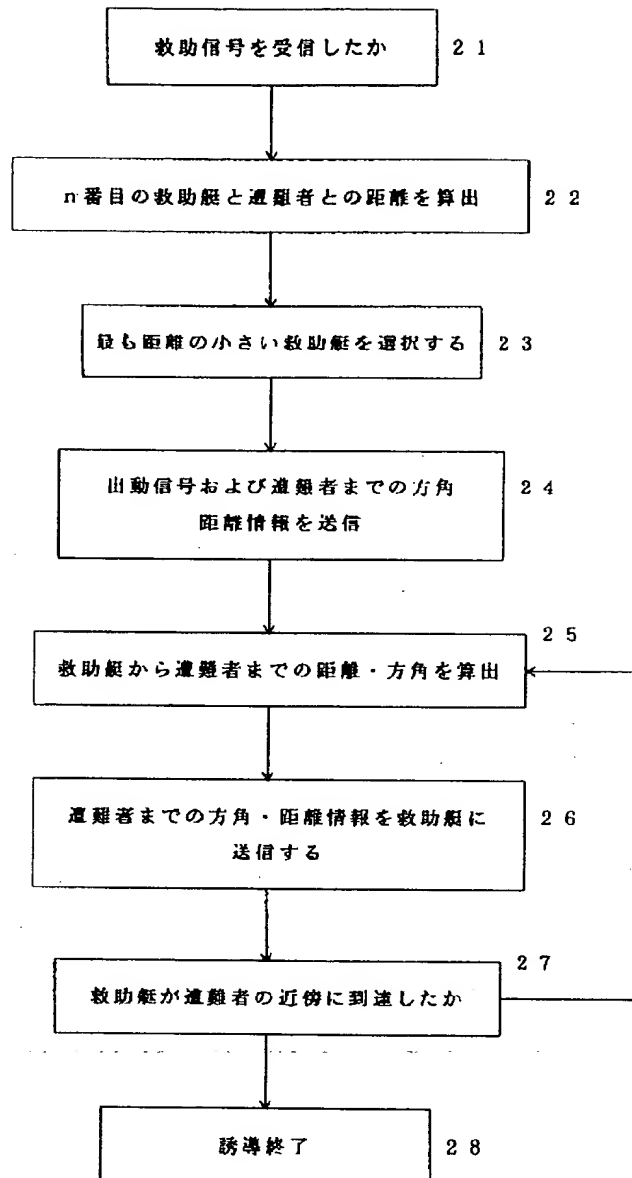 救助信号を受信したか 21
n番目の救助艇と遭難者との距離を算出 22
最も距離の小さい救助艇を選択する 23
出動信号および遭難者までの方角 24
距離情報を送信
25
救助艇から遭難者までの距離・方角を算出
遭難者までの方角・距離情報を救助艇に 26
送信する
27
救助艇が遭難者の近傍に到達したか
誘導終了 28